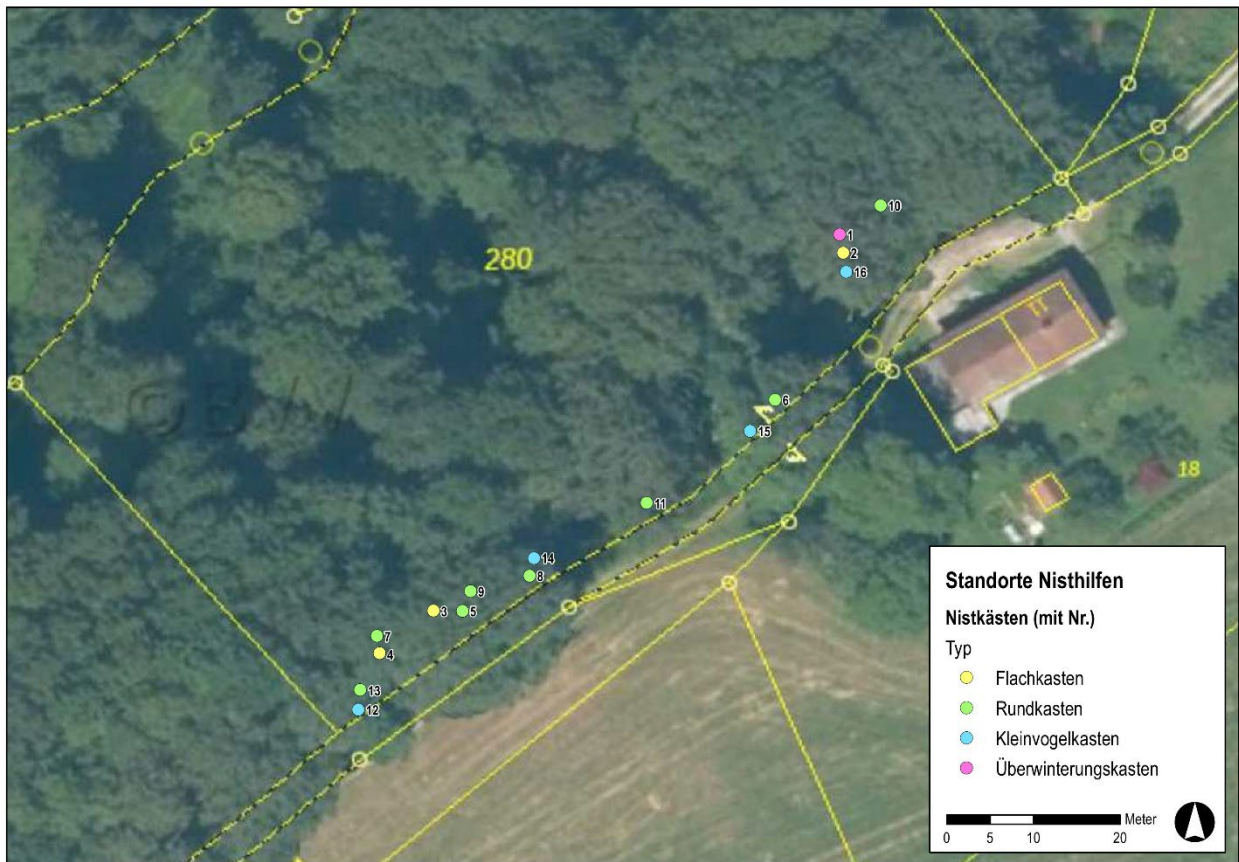 10
1
2
280
16
11
6
15
18
11
14
8
9
3
5
7
4
13
12
Standorte Nisthilfen
Nistkästen (mit Nr.)
Typ
Flachkasten
Rundkasten
Kleinvogelkasten
Überwinterungskasten
Meter
0 5 10 20